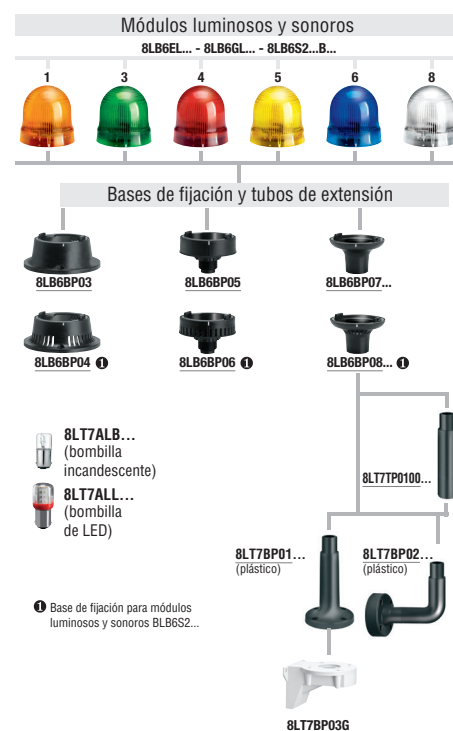 Módulos luminosos y sonoros
8LB6EL... - 8LB6GL... - 8LB6S2...B...
1 3 4 5 6 8
Bases de fijación y tubos de extensión
8LB6BP03 8LB6BP05 8LB6BP07...
8LB6BP04 ❶ 8LB6BP06 ❶ 8LB6BP08... ❶
8LT7ALB...
(bombilla
incandescente)
8LT7ALL...
(bombilla
de LED)
8LT7TP0100...
8LT7BP01... 8LT7BP02...
(plástico) (plástico)
❶ Base de fijación para módulos
luminosos y sonoros BLB6S2...
8LT7BP03G